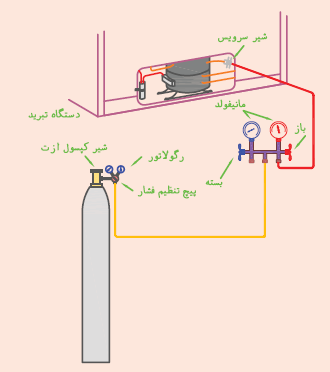 شیر سرویس
مانیفولد
دستگاه تبرید
باز
شیر کپسول ازت
رگولاتور
بسته
پیچ تنظیم فشار